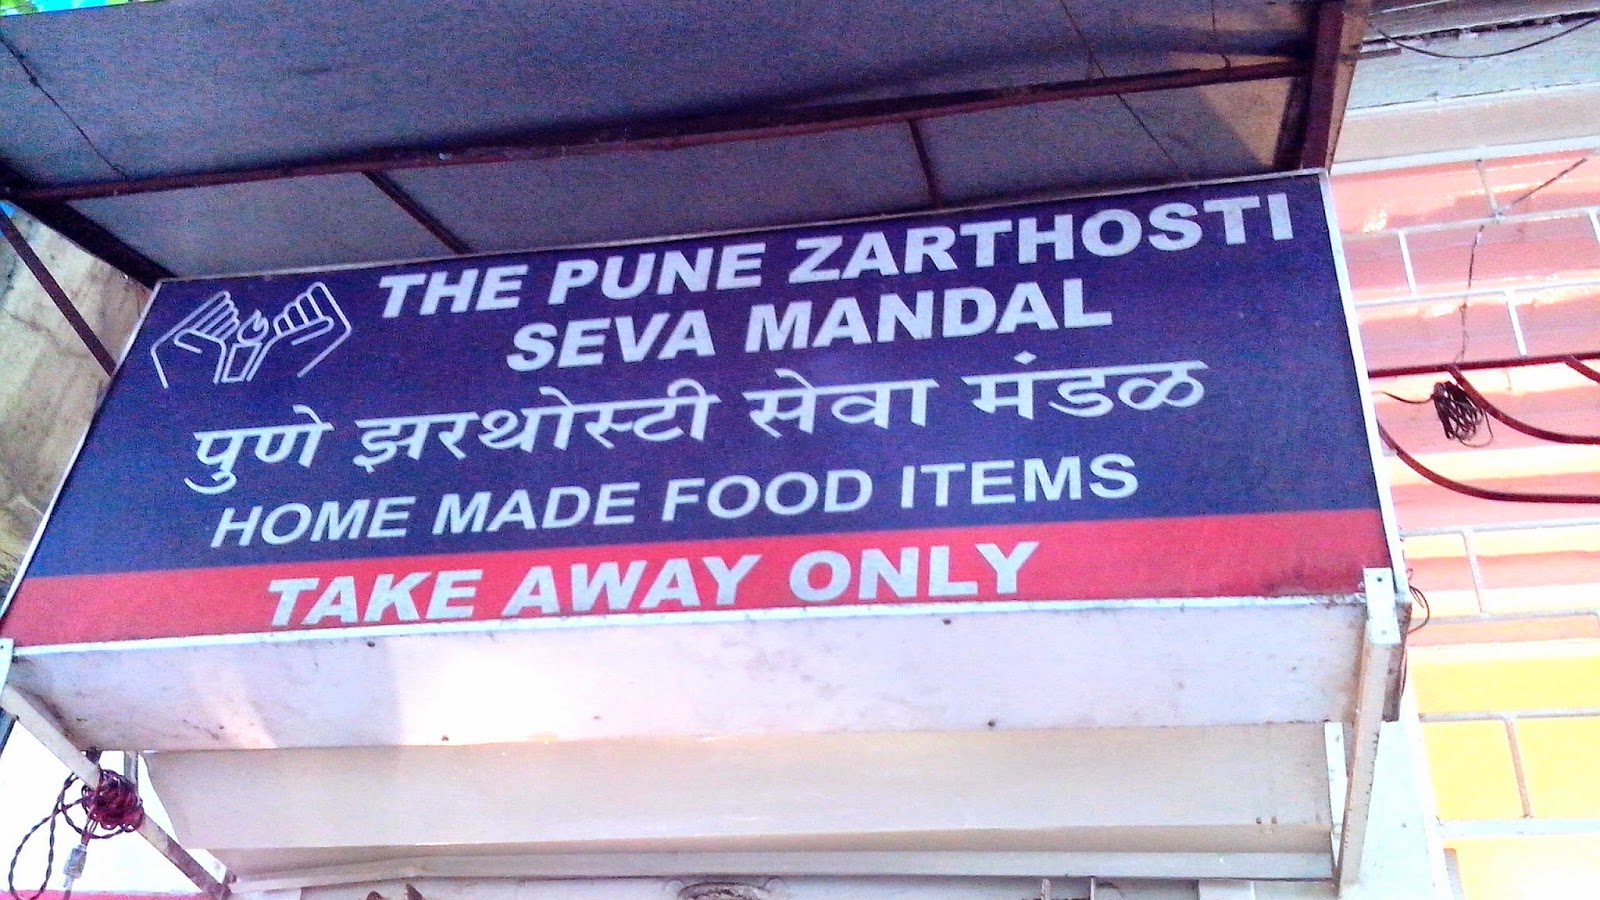 THE PUNE ZARTHOSTI
SEVA MANDAL
पुणे झरथोस्टी सेवा मंडळ
HOME MADE FOOD ITEMS
TAKE AWAY ONLY